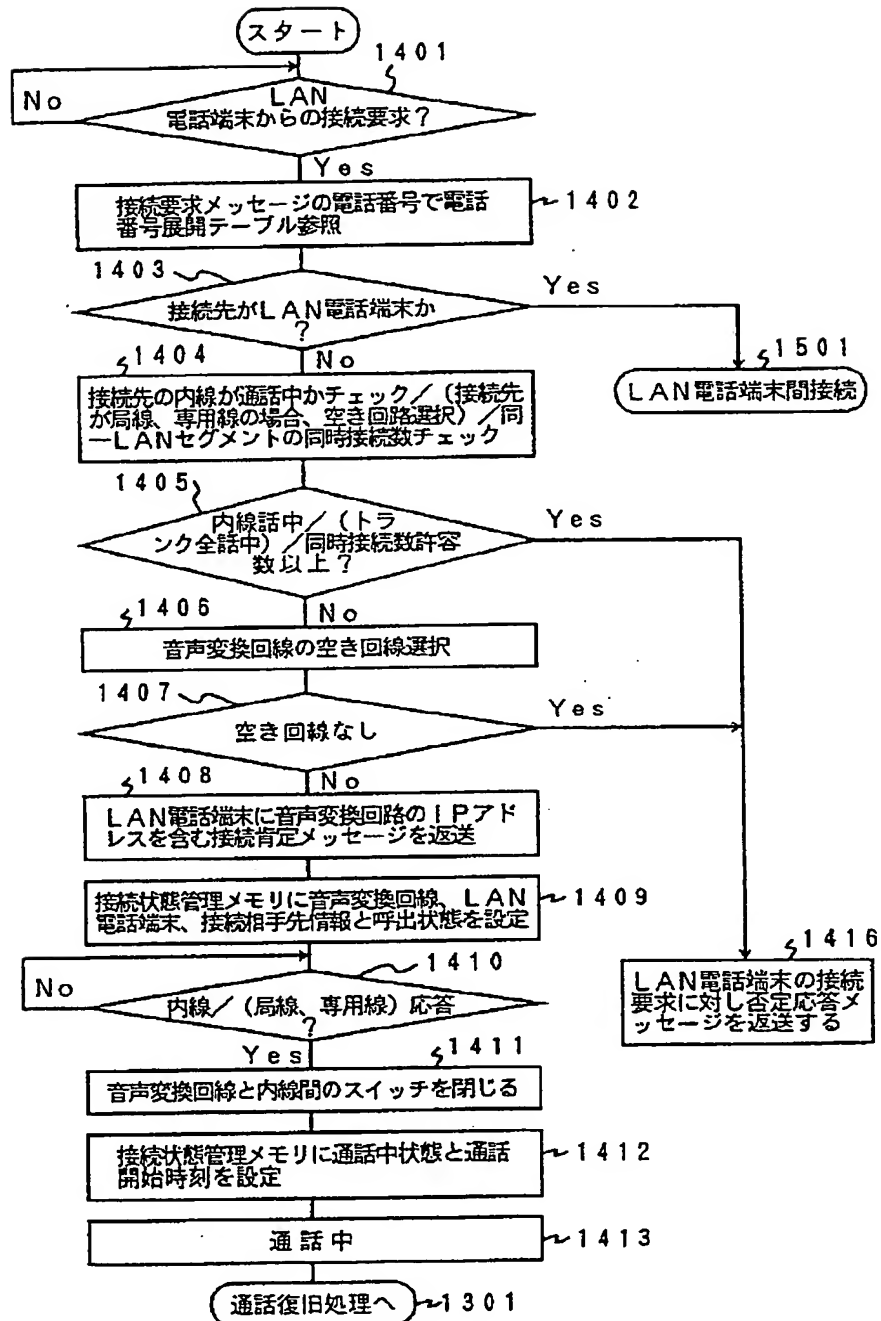 スタート
1401
No
LAN
電話端末からの接続要求?
Yes
接続要求メッセージの電話番号で電話
番号展開テーブル参照
1402
1403
接続先がLAN電話端末か
?
Yes
No
1404
1501
LAN電話端末間接続
接続先の内線が通話中かチェック/(接続先
が局線、専用線の場合、空き回路選択)/同
一LANセグメントの同時接続数チェック
1405
内線話中/(トラ
ンク全話中)/同時接続数許容
数以上?
Yes
No
1406
音声変換回線の空き回線選択
1407
空き回線なし
Yes
No
1408
LAN電話端末に音声変換回路のIPアド
レスを含む接続肯定メッセージを返送
接続状態管理メモリに音声変換回線、LAN
電話端末、接続相手先情報と呼出状態を設定
1409
1410
No
内線/(局線、専用線)応答
?
1416
LAN電話端末の接続
要求に対し否定応答メ
ッセージを返送する
Yes
1411
音声変換回線と内線間のスイッチを閉じる
接続状態管理メモリに通話中状態と通話
開始時刻を設定
1412
通話中
1413
通話復旧処理へ
1301